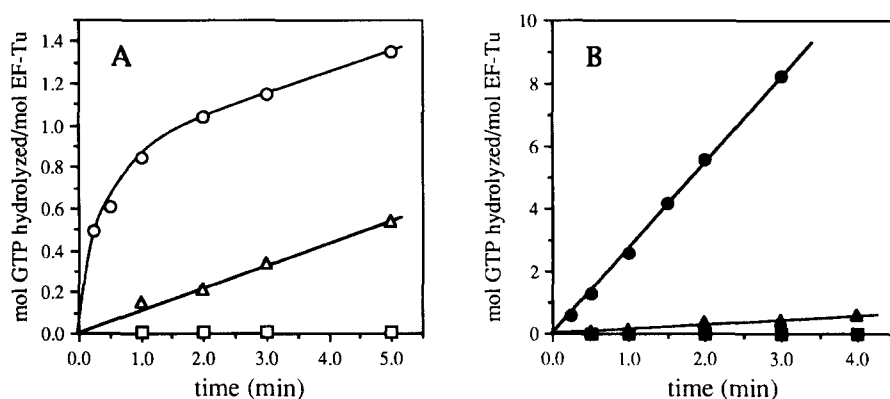 A
mol GTP hydrolyzed/mol EF-Tu
1.4
1.2
1.0
0.8
0.6
0.4
0.2
0.0
0.0 1.0 2.0 3.0 4.0 5.0
time (min)
B
mol GTP hydrolyzed/mol EF-Tu
10
8
6
4
2
0
0.0 1.0 2.0 3.0 4.0
time (min)